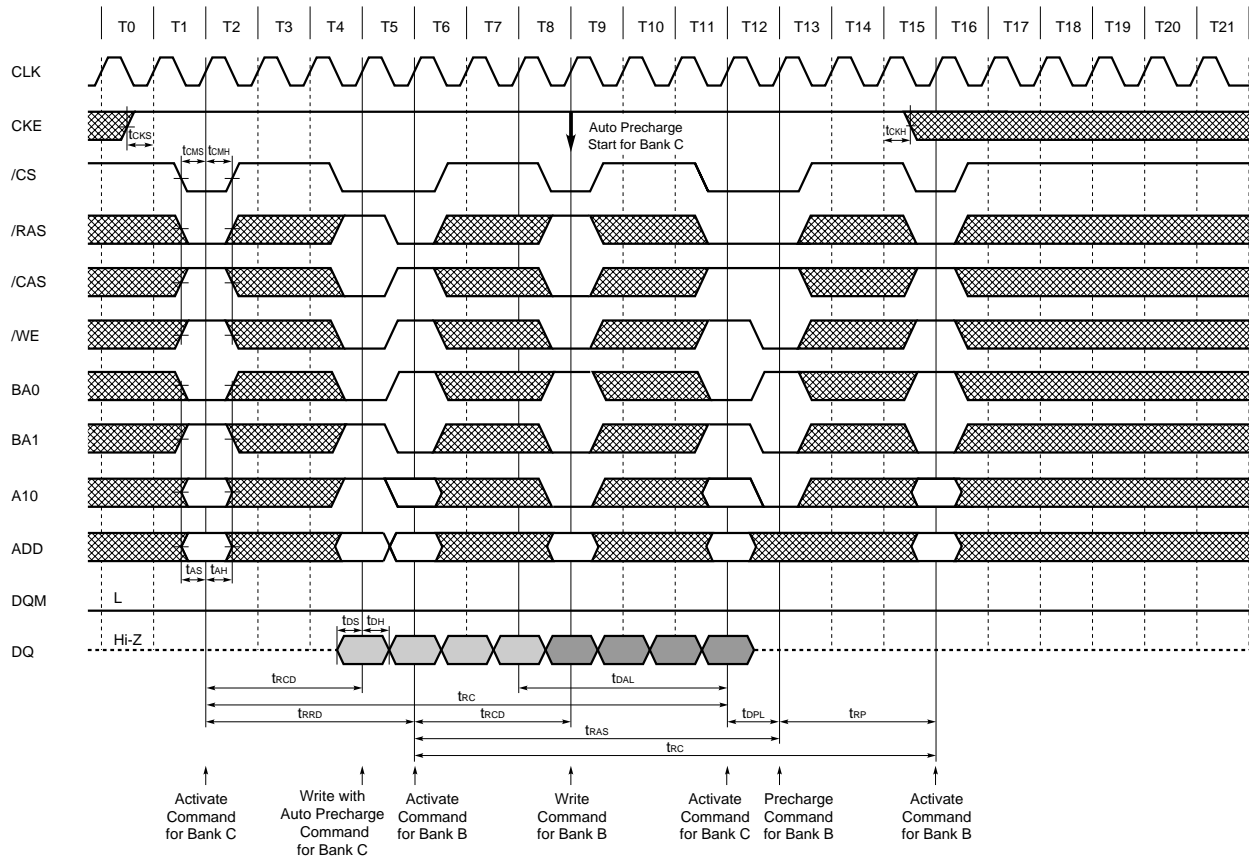 T0 T1 T2 T3 T4 T5 T6 T7 T8 T9 T10 T11 T12 T13 T14 T15 T16 T17 T18 T19 T20 T21
CLK
CKE
tCKS
Auto Precharge
Start for Bank C
tCKH
tCMS tCMH
/CS
/RAS
/CAS
/WE
BA0
BA1
A10
ADD
tAS tAH
DQM L
tDS tDH
DQ Hi-Z
tRCD tDAL
tRC
tRRD tRCD tDPL tRP
tRAS
tRC
Activate
Command
for Bank C
Write with
Auto Precharge
Command
for Bank C
Activate
Command
for Bank B
Write
Command
for Bank B
Activate
Command
for Bank C
Precharge
Command
for Bank B
Activate
Command
for Bank B